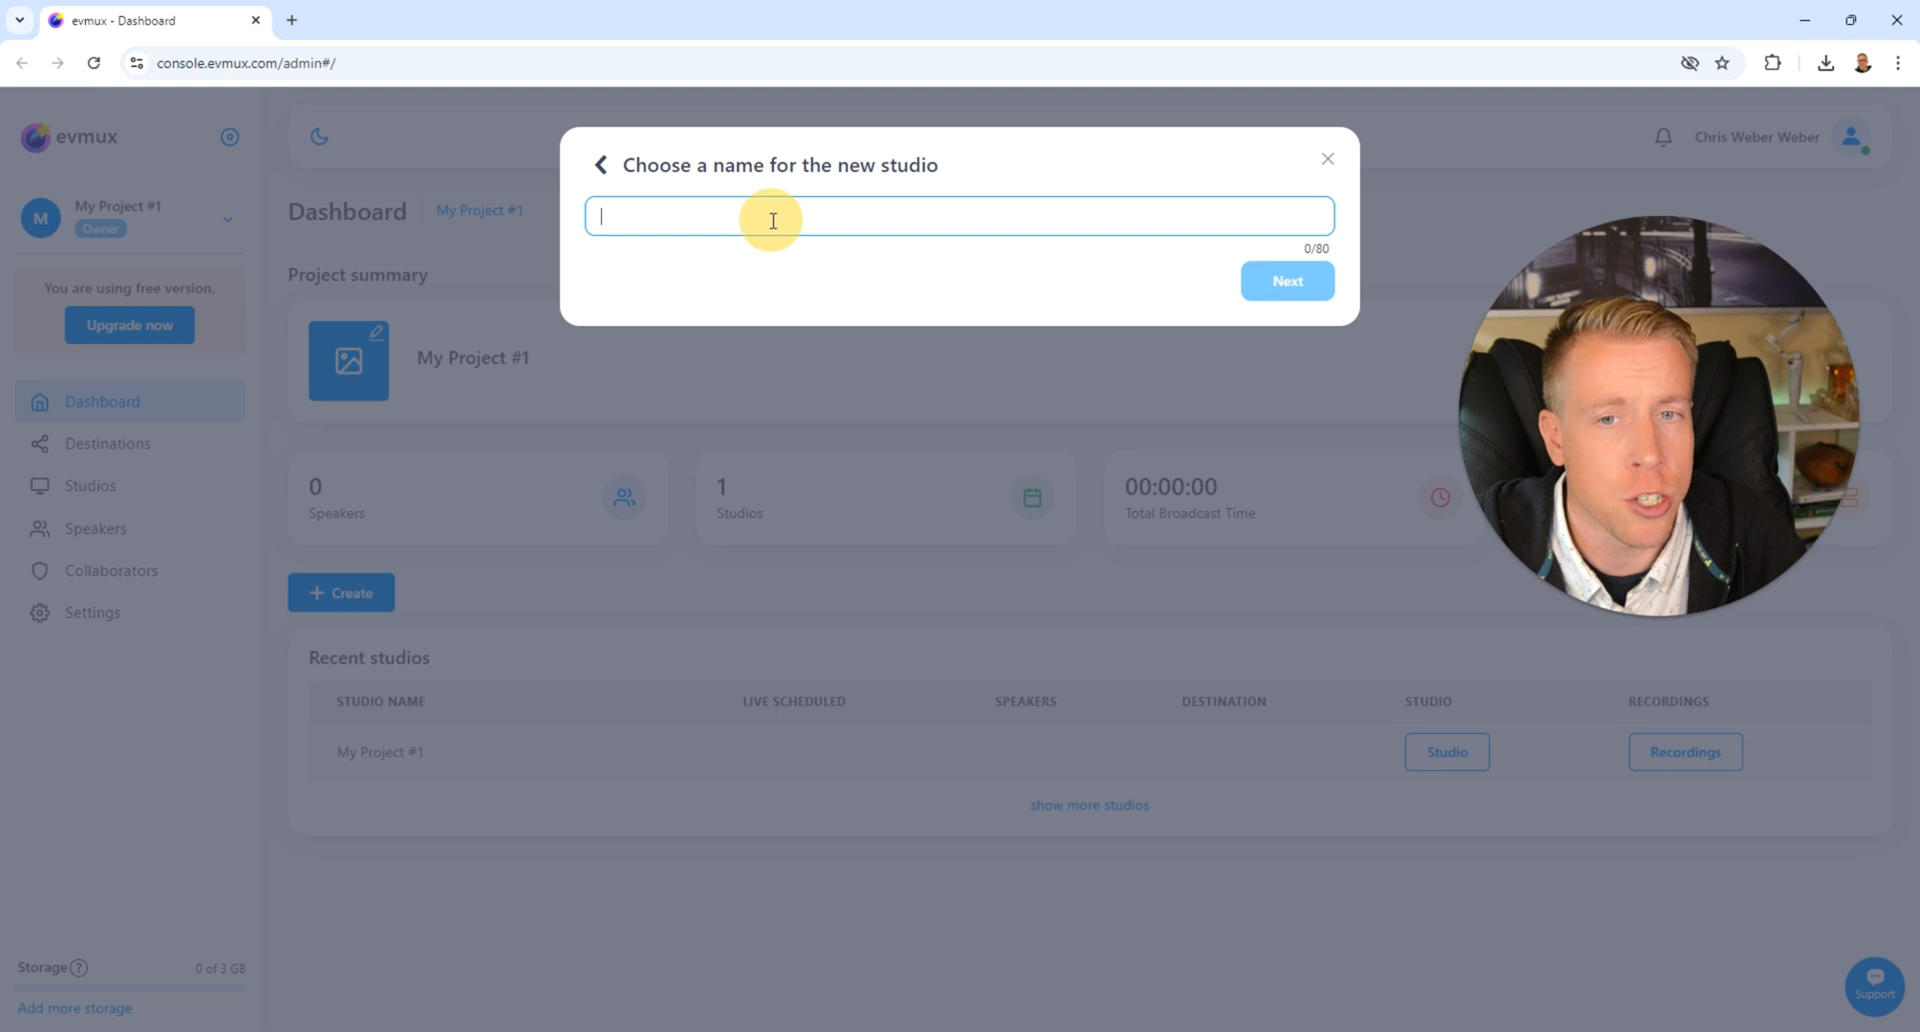 evmux - Dashboard
console.evmux.com/admin#/
evmux
Chris Weber Weber
Choose a name for the new studio
0/80
Next
M
My Project #1
Owner
Dashboard
My Project #1
You are using free version,
Upgrade now
Project summary
My Project #1
Dashboard
Destinations
Studios
Speakers
Collaborators
Settings
0
Speakers
1
Studios
00:00:00
Total Broadcast Time
+ Create
Recent studios
STUDIO NAME
LIVE SCHEDULED
SPEAKERS
DESTINATION
STUDIO
RECORDINGS
My Project #1
Studio
Recordings
show more studios
Storage ?
0 of 3 GB
Add more storage
Support